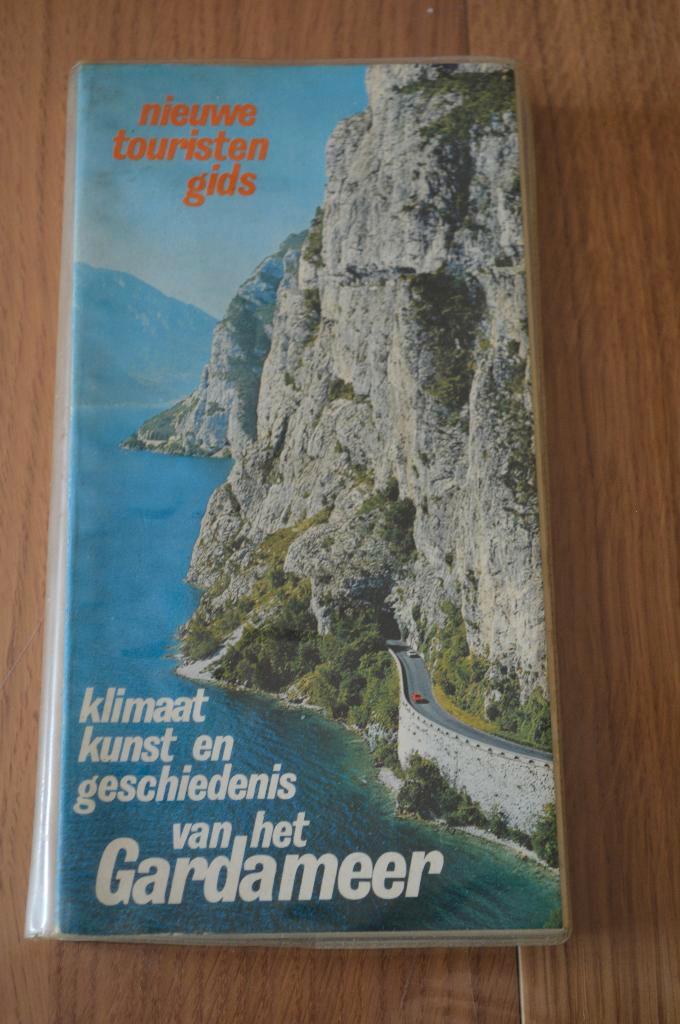 nieuwe
touristen
gids
klimaat
kunst en
geschiedenis
van het
Gardameer